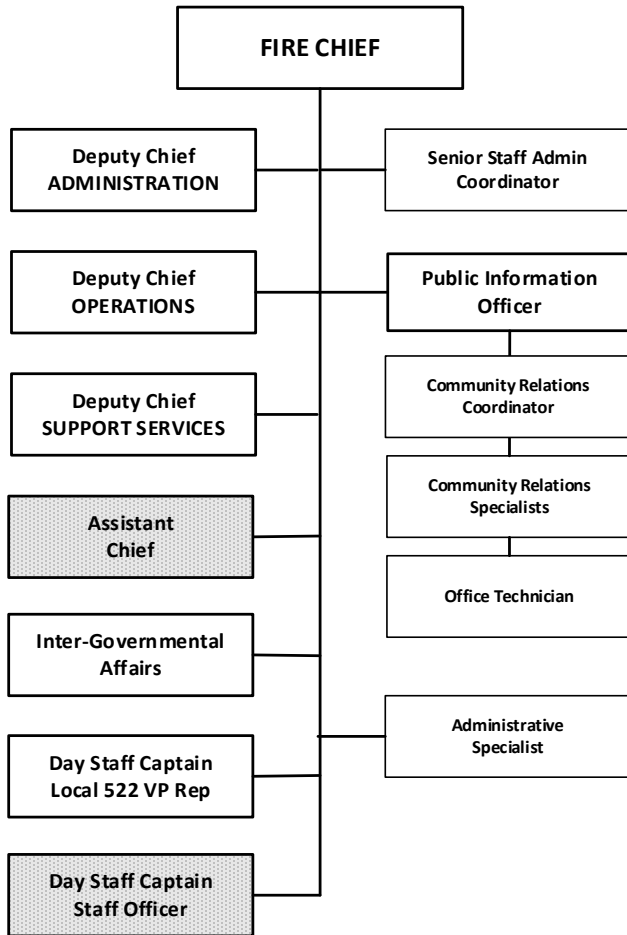 FIRE CHIEF
Deputy Chief
ADMINISTRATION
Senior Staff Admin
Coordinator
Deputy Chief
OPERATIONS
Public Information
Officer
Deputy Chief
SUPPORT SERVICES
Community Relations
Coordinator
Community Relations
Specialists
Assistant
Chief
Office Technician
Inter-Governmental
Affairs
Administrative
Specialist
Day Staff Captain
Local 522 VP Rep
Day Staff Captain
Staff Officer